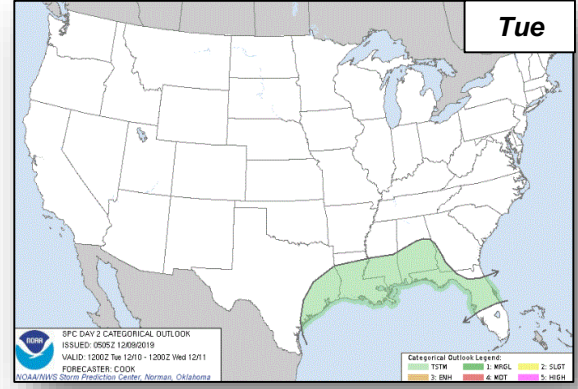 Tue
SPC DAY 2 CATEGORICAL OUTLOOK
ISSUED: 0505Z 12/09/2019
VALID: 1200Z Tue 12/10 - 1200Z Wed 12/11
FORECASTER: COOK
NOAA/NWS Storm Prediction Center, Norman, Oklahoma
NOAA
Categorical Outlook Legend:
TSTM 1: MRGL 2: SLGT
3: ENH 4: MDT 5: HIGH